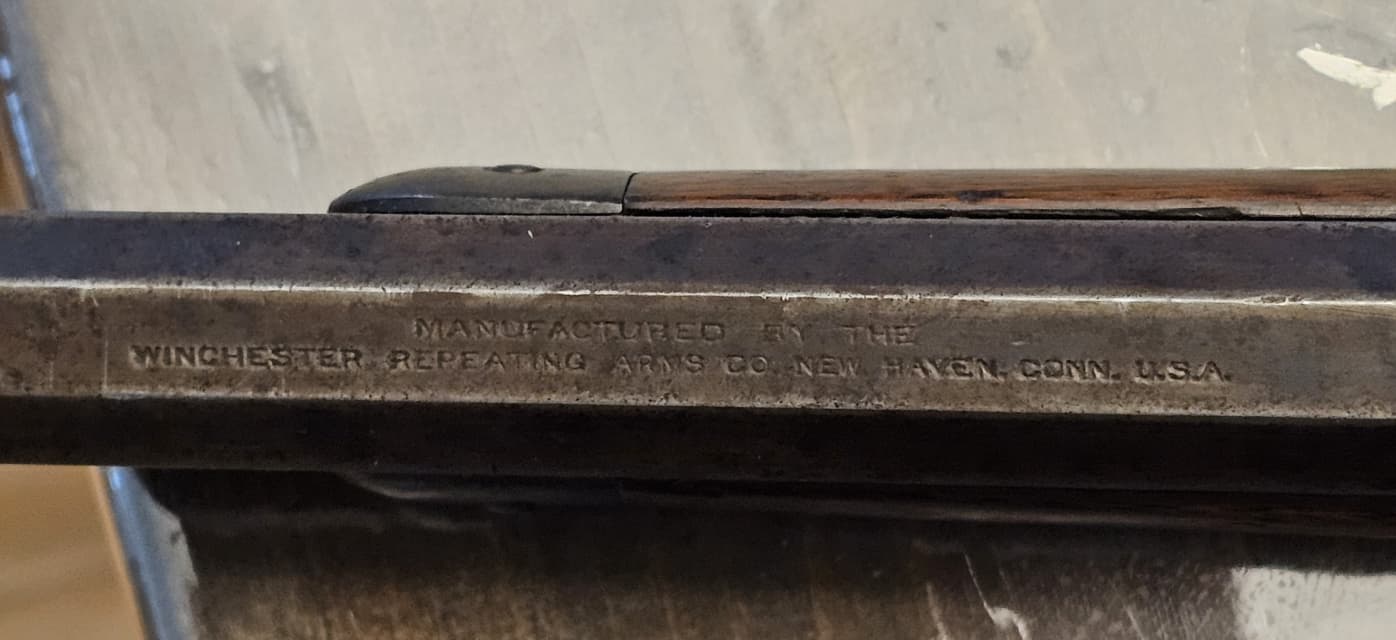 MANUFACTURED BY THE
WINCHESTER REPEATING ARMS CO. NEW HAVEN. CONN. U.S.A.